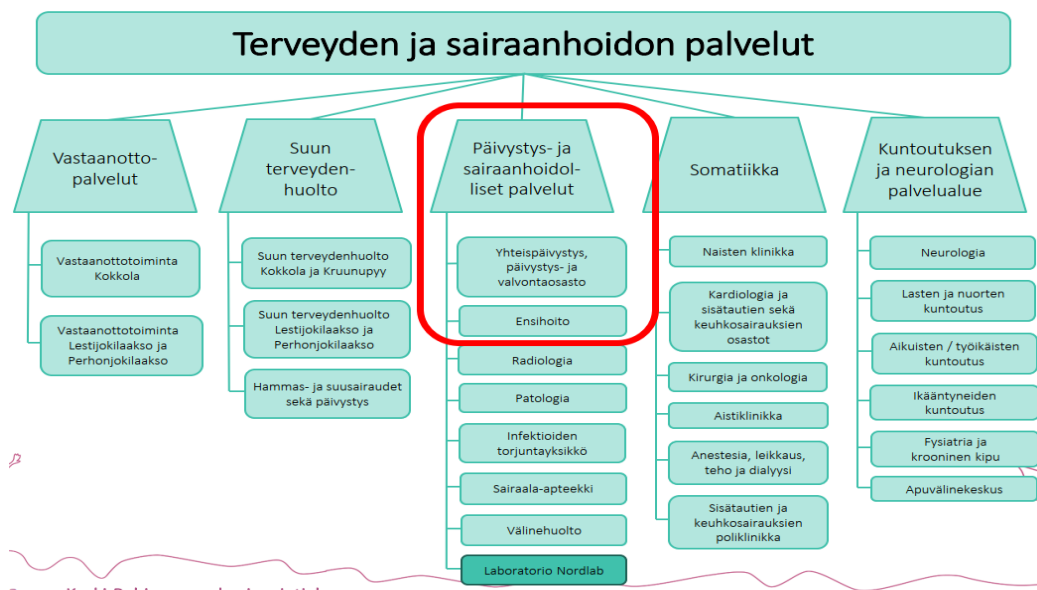 Terveyden ja sairaanhoidon palvelut
Vastaanotto-
palvelut
Vastaanottotoiminta
Kokkola
Vastaanottotoiminta
Lestijokilaakso ja
Perhonjokilaakso
Suun
terveyden-
huolto
Suun terveydenhuolto
Kokkola ja Kruunupyy
Suun terveydenhuolto
Lestijokilaakso ja
Perhonjokilaakso
Hammas- ja suusairaudet
sekä päivystys
Päivystys- ja
sairaanhoidol-
liset palvelut
Yhteispäivystys,
päivystys- ja
valvontaosasto
Ensihoito
Radiologia
Patologia
Infektioiden
torjuntayksikkö
Sairaala-apteekki
Välinehuolto
Laboratorio Nordlab
Somatiikka
Naisten klinikka
Kardiologia ja
sisätautien sekä
keuhkosairauksien
osastot
Kirurgia ja onkologia
Aistiklinikka
Anestesia, leikkaus,
teho ja dialyysi
Sisätautien ja
keuhkosairauksien
poliklinikka
Kuntoutuksen
ja neurologian
palvelualue
Neurologia
Lasten ja nuorten
kuntoutus
Aikuisten / työikäisten
kuntoutus
Ikääntyneiden
kuntoutus
Fysiatria ja
krooninen kipu
Apuvälinekeskus